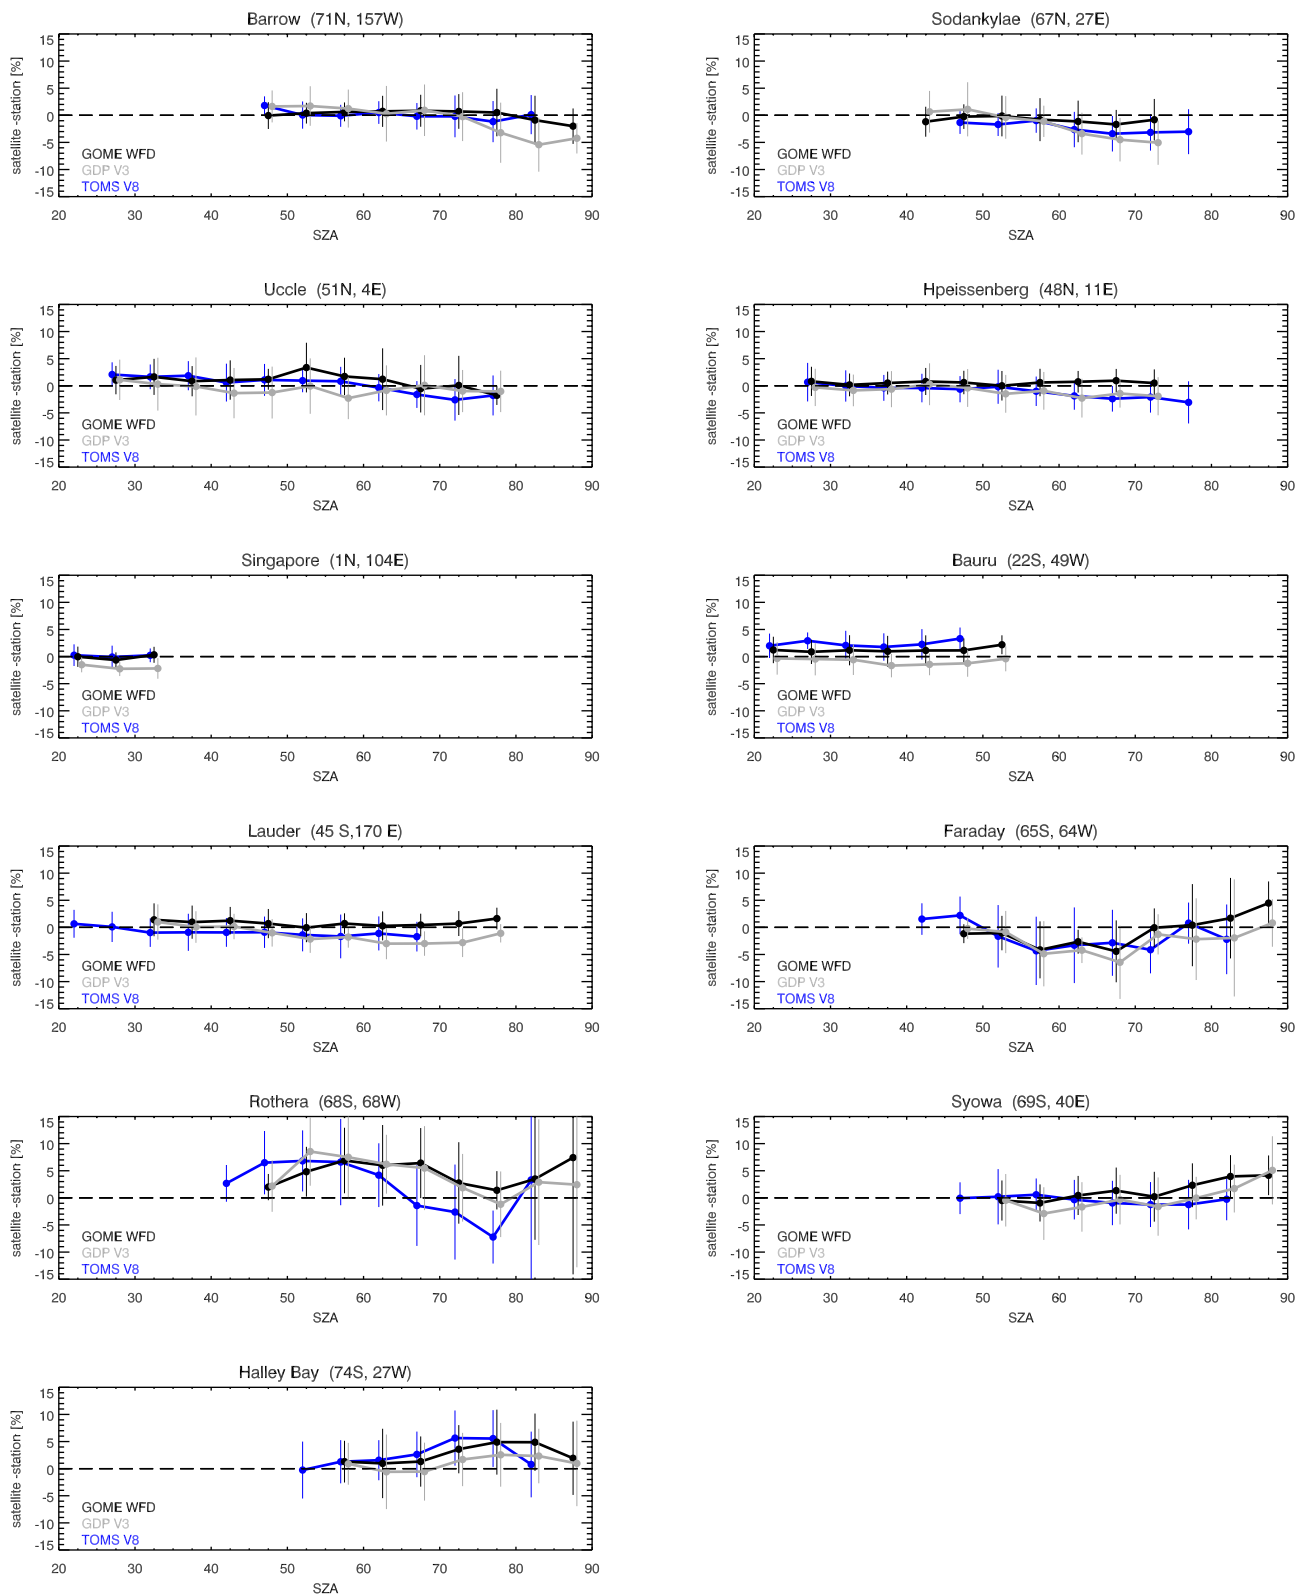 Barrow (71N, 157W)
satellite -station [%]
15
10
5
0
-5
-10
-15
GOME WFD
GDP V3
TOMS V8
20 30 40 50 60 70 80 90
SZA
Sodankylae (67N, 27E)
satellite -station [%]
15
10
5
0
-5
-10
-15
GOME WFD
GDP V3
TOMS V8
20 30 40 50 60 70 80 90
SZA
Uccle (51N, 4E)
satellite -station [%]
15
10
5
0
-5
-10
-15
GOME WFD
GDP V3
TOMS V8
20 30 40 50 60 70 80 90
SZA
Hpeissenberg (48N, 11E)
satellite -station [%]
15
10
5
0
-5
-10
-15
GOME WFD
GDP V3
TOMS V8
20 30 40 50 60 70 80 90
SZA
Singapore (1N, 104E)
satellite -station [%]
15
10
5
0
-5
-10
-15
GOME WFD
GDP V3
TOMS V8
20 30 40 50 60 70 80 90
SZA
Bauru (22S, 49W)
satellite -station [%]
15
10
5
0
-5
-10
-15
GOME WFD
GDP V3
TOMS V8
20 30 40 50 60 70 80 90
SZA
Lauder (45 S,170 E)
satellite -station [%]
15
10
5
0
-5
-10
-15
GOME WFD
GDP V3
TOMS V8
20 30 40 50 60 70 80 90
SZA
Faraday (65S, 64W)
satellite -station [%]
15
10
5
0
-5
-10
-15
GOME WFD
GDP V3
TOMS V8
20 30 40 50 60 70 80 90
SZA
Rothera (68S, 68W)
satellite -station [%]
15
10
5
0
-5
-10
-15
GOME WFD
GDP V3
TOMS V8
20 30 40 50 60 70 80 90
SZA
Syowa (69S, 40E)
satellite -station [%]
15
10
5
0
-5
-10
-15
GOME WFD
GDP V3
TOMS V8
20 30 40 50 60 70 80 90
SZA
Halley Bay (74S, 27W)
satellite -station [%]
15
10
5
0
-5
-10
-15
GOME WFD
GDP V3
TOMS V8
20 30 40 50 60 70 80 90
SZA